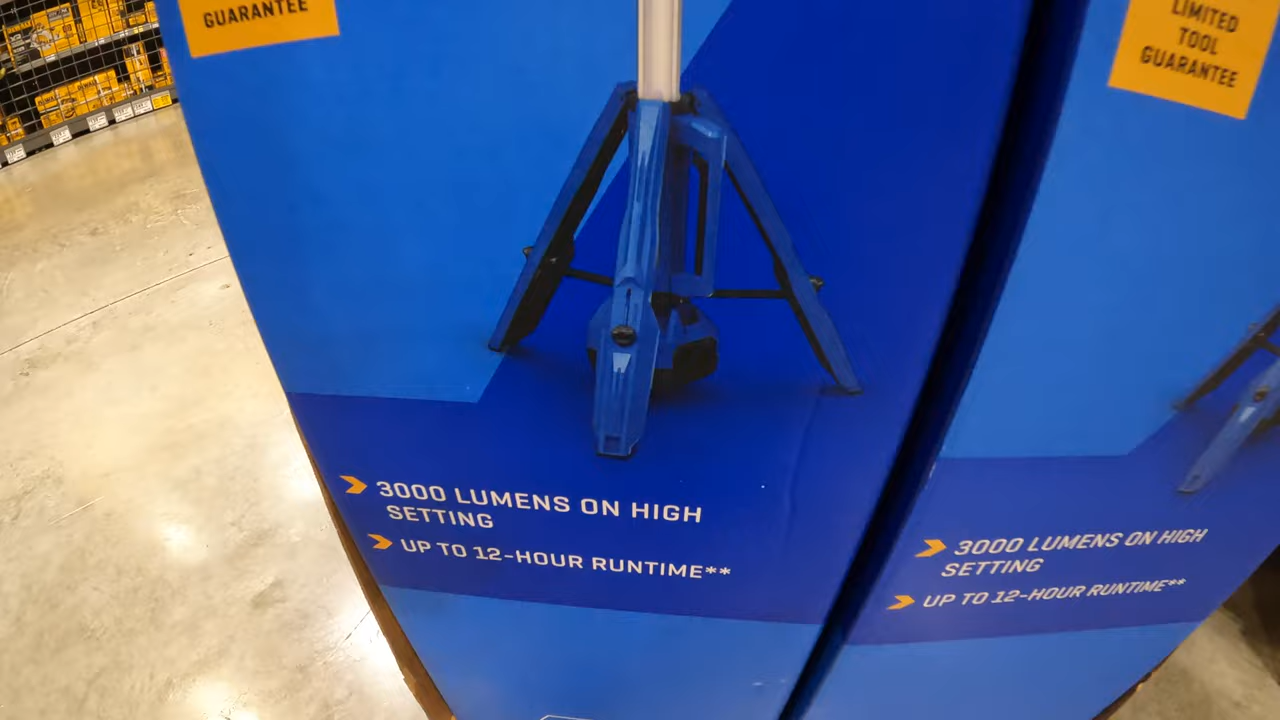 GUARANTEE
3000 LUMENS ON HIGH
SETTING
UP TO 12-HOUR RUNTIME**
LIMITED
TOOL
GUARANTEE
3000 LUMENS ON HIGH
SETTING
UP TO 12-HOUR RUNTIME**